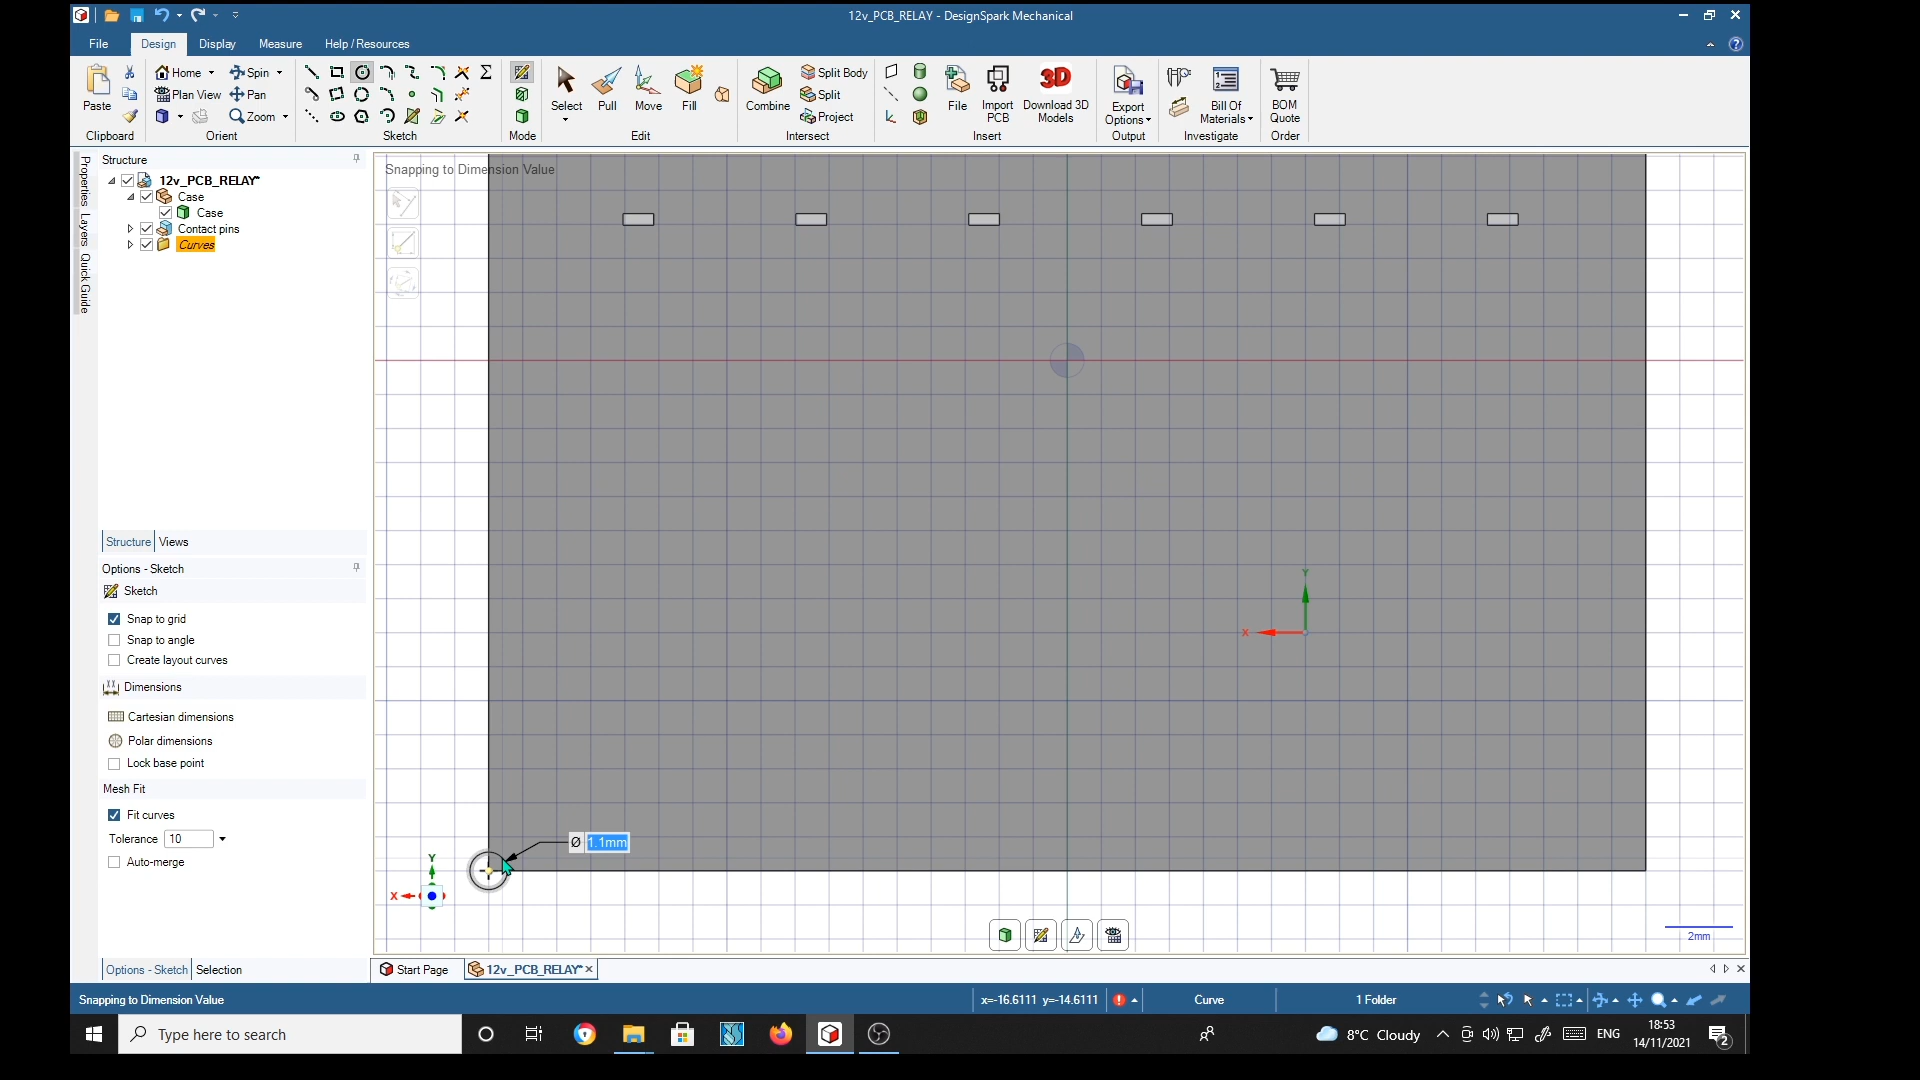 12v_PCB_RELAY - DesignSpark Mechanical
File Design Display Measure Help / Resources
Paste Home Spin
Plan View Pan
Zoom
Select Pull Move Fill Combine Split Body
Split
Project
File Import PCB Download 3D Models
Export Options Bill Of Materials BOM Quote
Clipboard Orient Sketch Mode Edit Intersect Insert Output Investigate Order
Properties Layers Quick Guide
Structure
12v_PCB_RELAY*
Case
Case
Contact pins
Curves
Structure Views
Options - Sketch
Sketch
Snap to grid
Snap to angle
Create layout curves
Dimensions
Cartesian dimensions
Polar dimensions
Lock base point
Mesh Fit
Fit curves
Tolerance 10
Auto-merge
Options - Sketch Selection
Snapping to Dimension Value
Y
X
Ø 1.1mm
Y
X
2mm
Start Page 12v_PCB_RELAY*
Snapping to Dimension Value x=-16.6111 y=-14.6111 Curve 1 Folder
Type here to search
8°C Cloudy ENG 18:53
14/11/2021
2